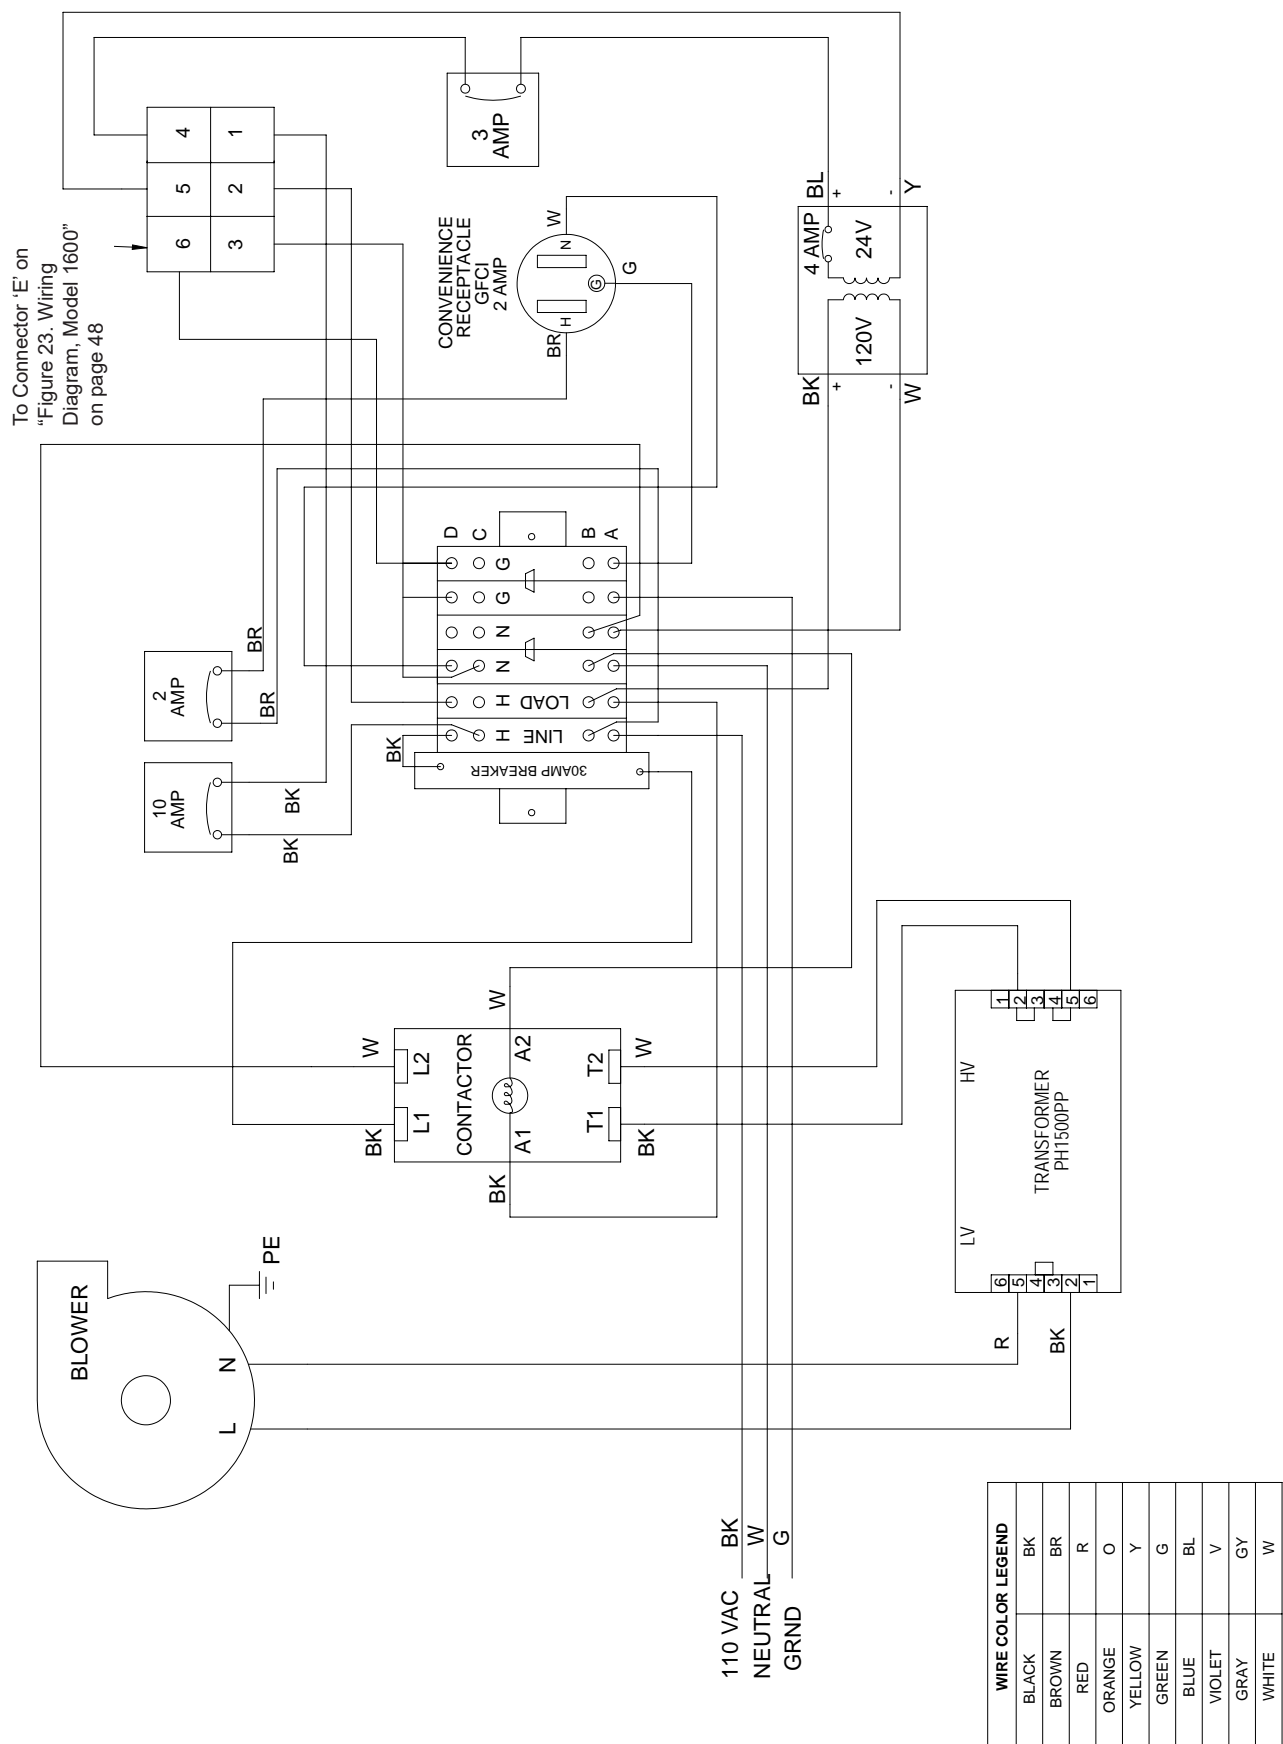 To Connector ‘E’ on
“Figure 23. Wiring
Diagram, Model 1600”
on page 48
4
5
6
1
2
3
3
AMP
CONVENIENCE
RECEPTACLE
GFCI
2 AMP
W
N
G
G
H
BR
BL
+
-
Y
4 AMP
24V
120V
BK
+
-
W
2
AMP
BR
BR
10
AMP
BK
BK
D
C
B
A
G
G
N
N
H
LOAD
H
LINE
BK
30AMP BREAKER
W
W
L2
A2
T2
W
CONTACTOR
L1
A1
T1
BK
BK
BK
BLOWER
PE
N
L
HV
1
2
3
4
5
6
TRANSFORMER
PH1500PP
LV
6
5
4
3
2
1
R
BK
110 VAC
BK
NEUTRAL
W
GRND
G
WIRE COLOR LEGEND
BLACK BK
BROWN BR
RED R
ORANGE O
YELLOW Y
GREEN G
BLUE BL
VIOLET V
GRAY GY
WHITE W